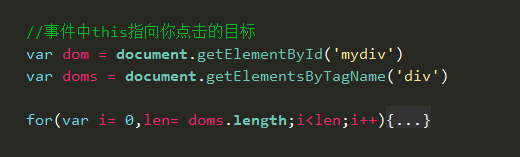 //事件中this指向你点击的目标
var dom = document.getElementById('mydiv')
var doms = document.getElementsByTagName('div')
for(var i= 0,len= doms.length;i<len;i++){...}